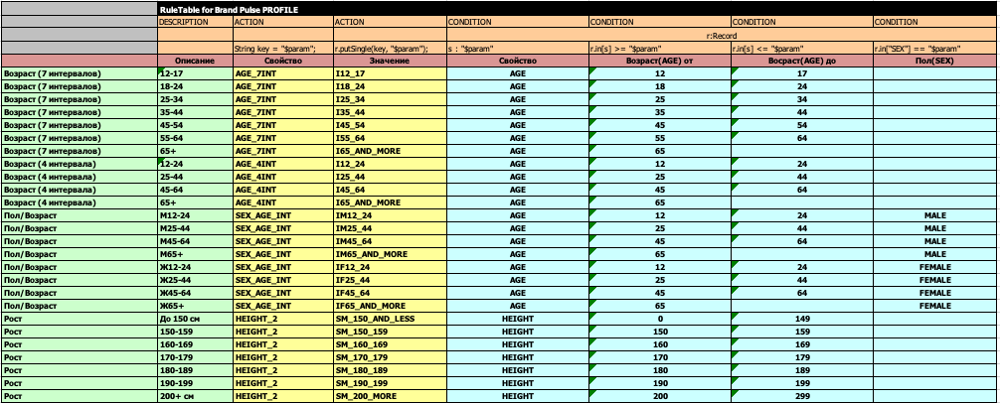 RuleTable for Brand Pulse PROFILE
DESCRIPTION ACTION ACTION CONDITION CONDITION CONDITION CONDITION
r:Record
String key = "$param"; r.putSingle(key, "$param"); s : "$param" r.in[s] >= "$param" r.in[s] <= "$param" r.in["SEX"] == "$param"
Описание Свойство Значение Свойство Возраст(AGE) от Восраст(AGE) до Пол(SEX)
Возраст (7 интервалов) 12-17 AGE_7INT I12_17 AGE 12 17
Возраст (7 интервалов) 18-24 AGE_7INT I18_24 AGE 18 24
Возраст (7 интервалов) 25-34 AGE_7INT I25_34 AGE 25 34
Возраст (7 интервалов) 35-44 AGE_7INT I35_44 AGE 35 44
Возраст (7 интервалов) 45-54 AGE_7INT I45_54 AGE 45 54
Возраст (7 интервалов) 55-64 AGE_7INT I55_64 AGE 55 64
Возраст (7 интервалов) 65+ AGE_7INT I65_AND_MORE AGE 65
Возраст (4 интервала) 12-24 AGE_4INT I12_24 AGE 12 24
Возраст (4 интервала) 25-44 AGE_4INT I25_44 AGE 25 44
Возраст (4 интервала) 45-64 AGE_4INT I45_64 AGE 45 64
Возраст (4 интервала) 65+ AGE_4INT I65_AND_MORE AGE 65
Пол/Возраст М12-24 SEX_AGE_INT IM12_24 AGE 12 24 MALE
Пол/Возраст М25-44 SEX_AGE_INT IM25_44 AGE 25 44 MALE
Пол/Возраст М45-64 SEX_AGE_INT IM45_64 AGE 45 64 MALE
Пол/Возраст М65+ SEX_AGE_INT IM65_AND_MORE AGE 65 MALE
Пол/Возраст Ж12-24 SEX_AGE_INT IF12_24 AGE 12 24 FEMALE
Пол/Возраст Ж25-44 SEX_AGE_INT IF25_44 AGE 25 44 FEMALE
Пол/Возраст Ж45-64 SEX_AGE_INT IF45_64 AGE 45 64 FEMALE
Пол/Возраст Ж65+ SEX_AGE_INT IF65_AND_MORE AGE 65 FEMALE
Рост До 150 см HEIGHT_2 SM_150_AND_LESS HEIGHT 0 149
Рост 150-159 HEIGHT_2 SM_150_159 HEIGHT 150 159
Рост 160-169 HEIGHT_2 SM_160_169 HEIGHT 160 169
Рост 170-179 HEIGHT_2 SM_170_179 HEIGHT 170 179
Рост 180-189 HEIGHT_2 SM_180_189 HEIGHT 180 189
Рост 190-199 HEIGHT_2 SM_190_199 HEIGHT 190 199
Рост 200+ см HEIGHT_2 SM_200_MORE HEIGHT 200 299